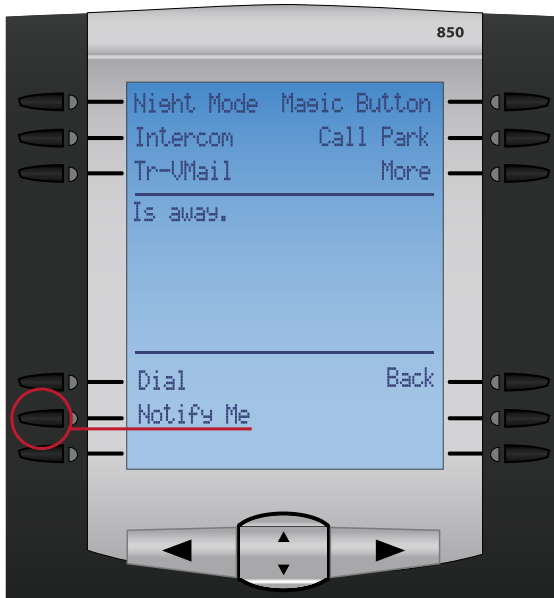 850
Night Mode Magic Button
Intercom Call Park
Tr-VMail More
Is away.
Dial Back
Notify Me